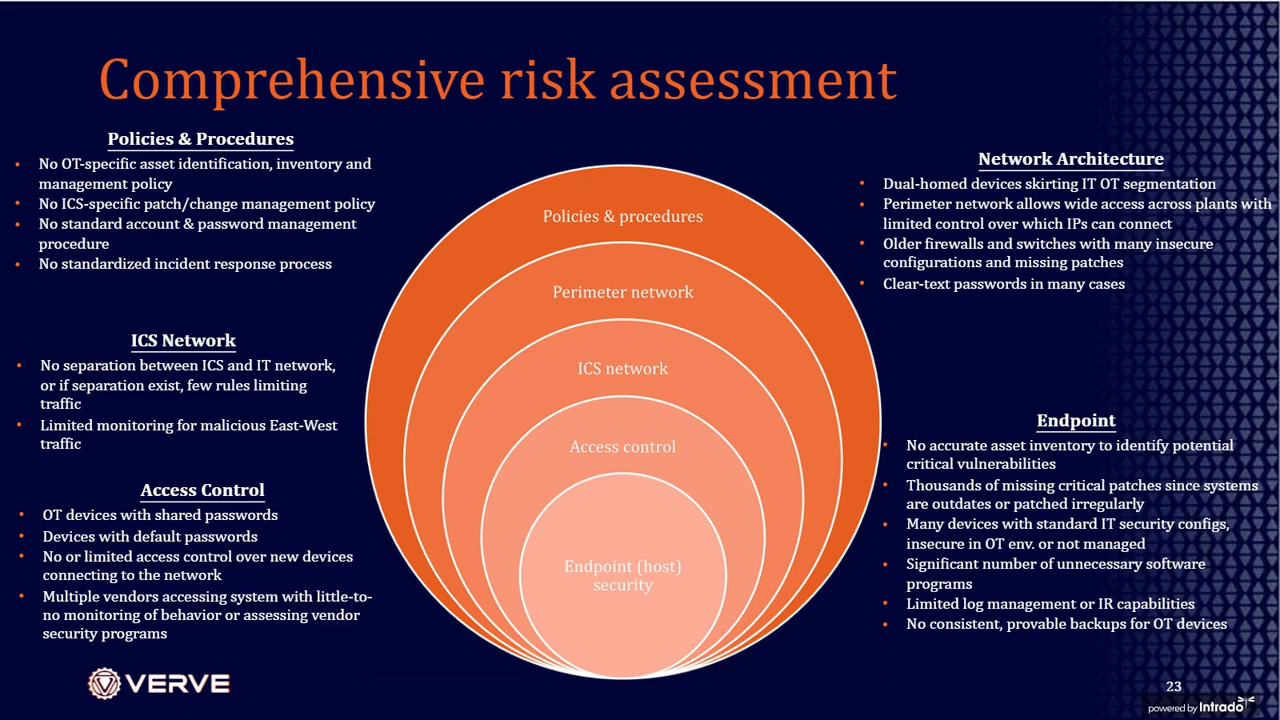 Comprehensive risk assessment
Policies & Procedures
• No OT-specific asset identification, inventory and
management policy
• No ICS-specific patch/change management policy
• No standard account & password management
procedure
• No standardized incident response process
ICS Network
• No separation between ICS and IT network,
or if separation exist, few rules limiting
traffic
• Limited monitoring for malicious East-West
traffic
Access Control
• OT devices with shared passwords
• Devices with default passwords
• No or limited access control over new devices
connecting to the network
• Multiple vendors accessing system with little-to-
no monitoring of behavior or assessing vendor
security programs
Policies & procedures
Perimeter network
ICS network
Access control
Endpoint (host)
security
Network Architecture
• Dual-homed devices skirting IT OT segmentation
• Perimeter network allows wide access across plants with
limited control over which IPs can connect
• Older firewalls and switches with many insecure
configurations and missing patches
• Clear-text passwords in many cases
Endpoint
• No accurate asset inventory to identify potential
critical vulnerabilities
• Thousands of missing critical patches since systems
are outdates or patched irregularly
• Many devices with standard IT security configs,
insecure in OT env. or not managed
• Significant number of unnecessary software
programs
• Limited log management or IR capabilities
• No consistent, provable backups for OT devices
VERVE
23
powered by Intrado